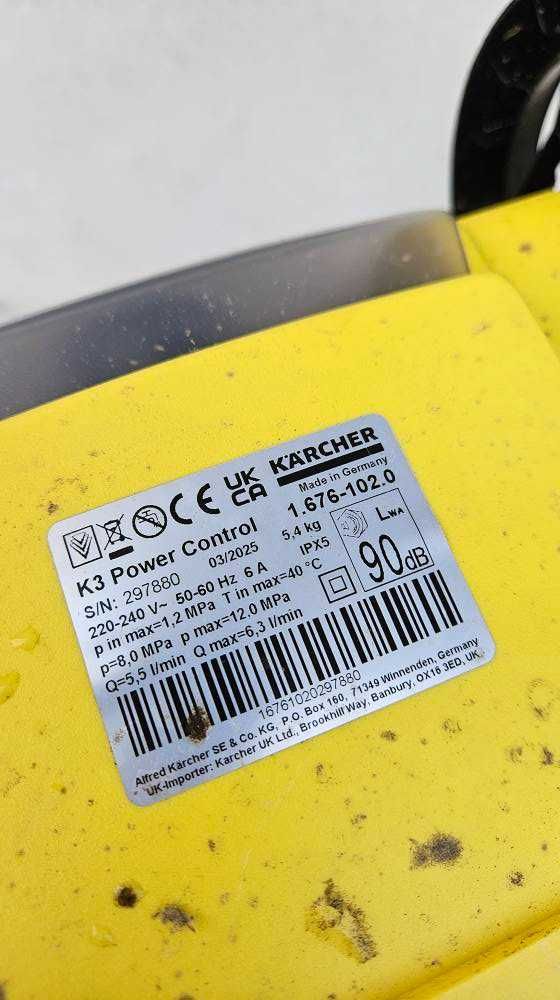 CE UK CA KÄRCHER
Made in Germany
K3 Power Control 1.676-102.0
S/N: 297880 03/2025 5,4 kg
220-240 V~ 50-60 Hz 6 A IPX5
p in max=1,2 MPa T in max=40 °C
p=8,0 MPa p max=12,0 MPa
Q=5,5 l/min Q max=6,3 l/min
LWA
90dB
16761020297880
Alfred Kärcher SE & Co. KG, P.O. Box 160, 71349 Winnenden, Germany
UK-Importer: Karcher UK Ltd., Brookhill Way, Banbury, OX16 3ED, UK